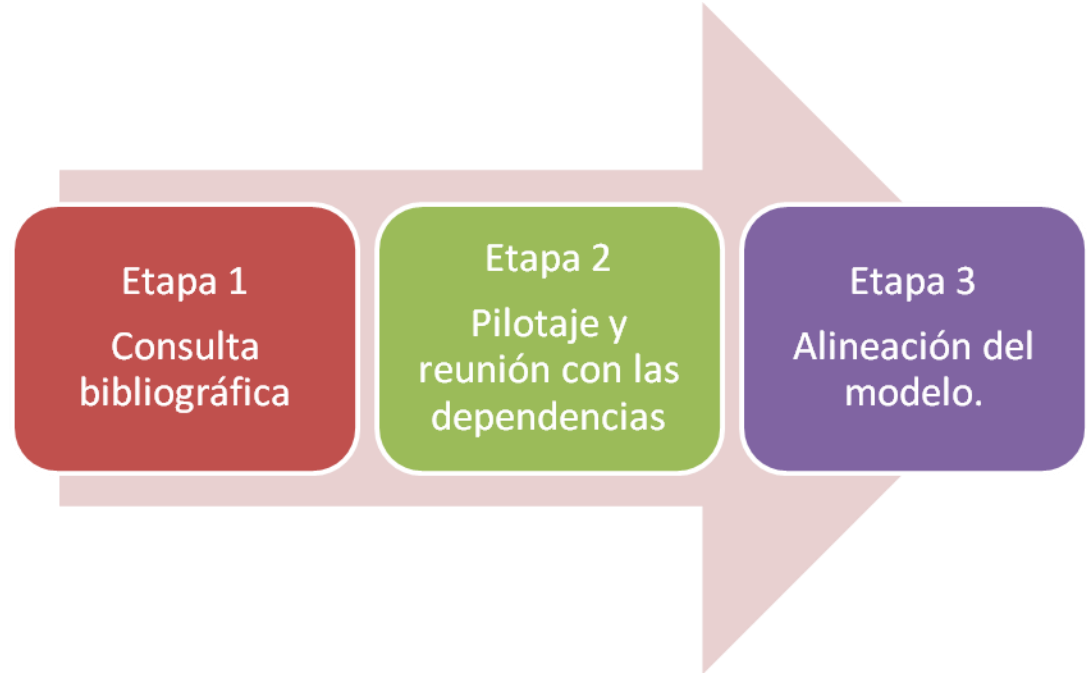 Etapa 1
Consulta
bibliográfica
Etapa 2
Pilotaje y
reunión con las
dependencias
Etapa 3
Alineación del
modelo.